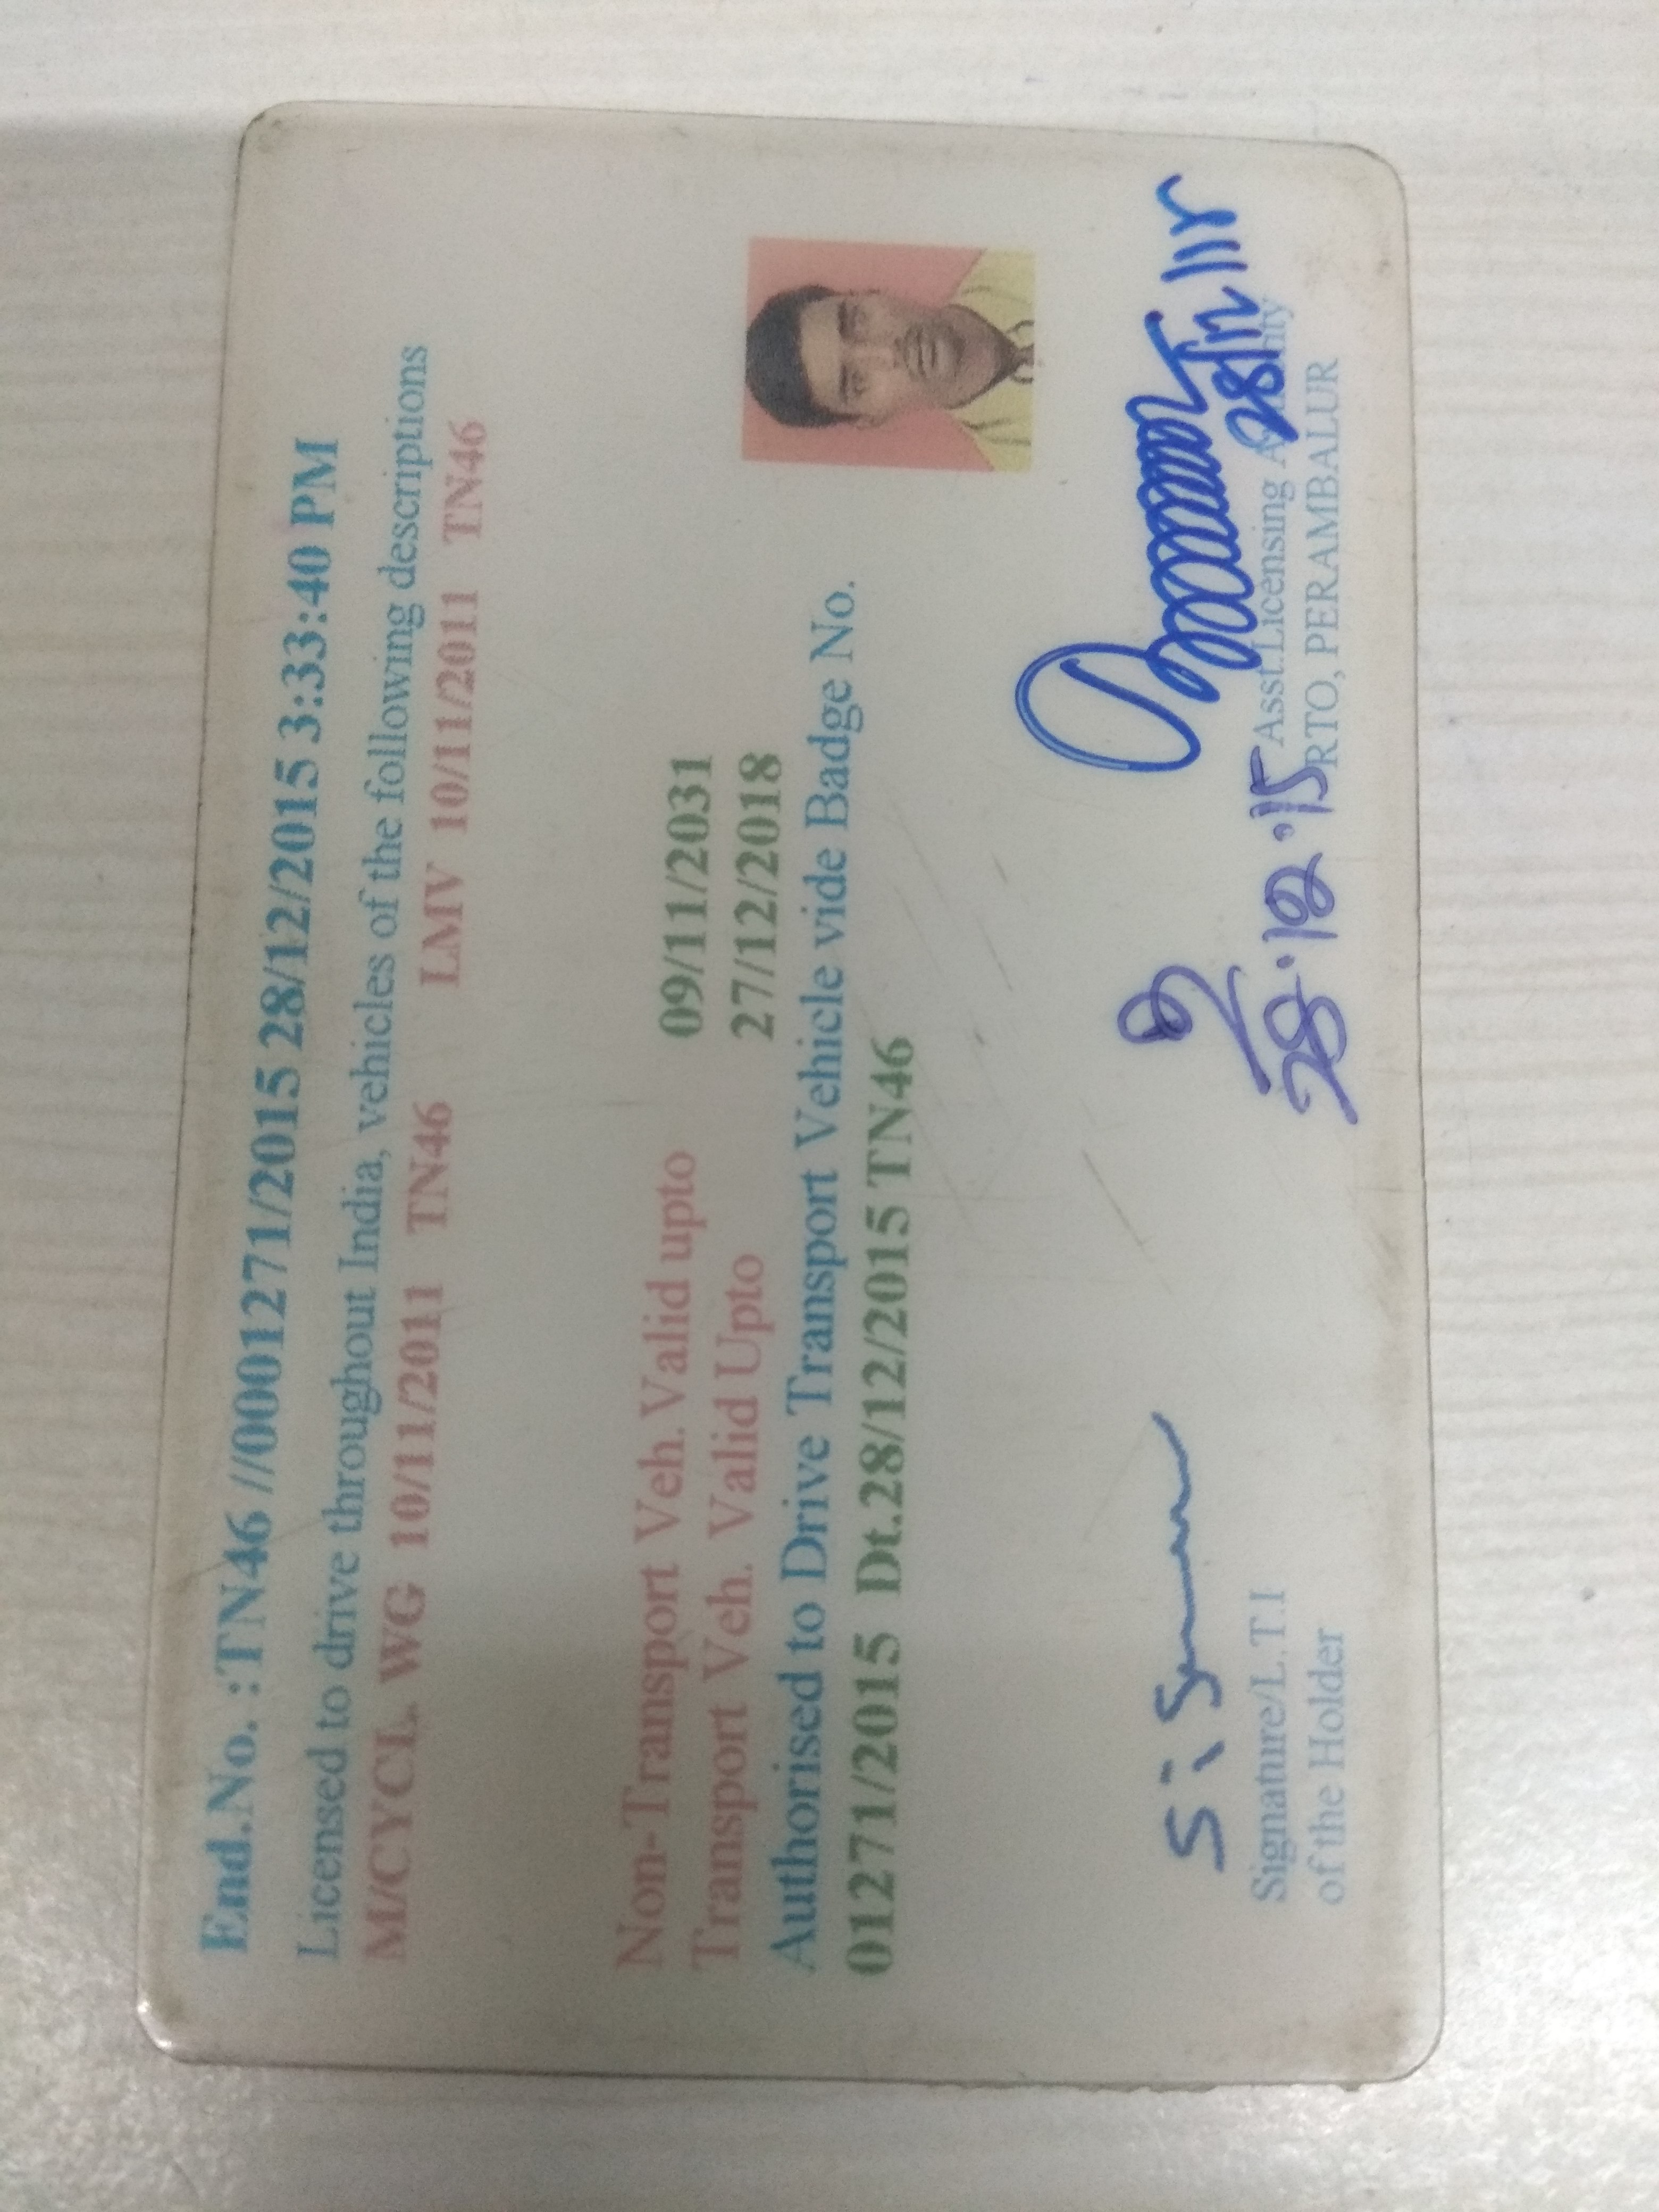 End.No. :TN46 //0001271/2015 28/12/2015 3:33:40 PM
Licensed to drive throughout India, vehicles of the following descriptions
M/CYCL. WG 10/11/2011 TN46 LMV 10/11/2011 TN46
Non-Transport Veh. Valid upto 09/11/2031
Transport Veh. Valid Upto 27/12/2018
Authorised to Drive Transport Vehicle vide Badge No.
01271/2015 Dt.28/12/2015 TN46
28/12
28.12.15
Signature/L.T.I Asst.Licensing Authority
of the Holder RTO, PERAMBALUR